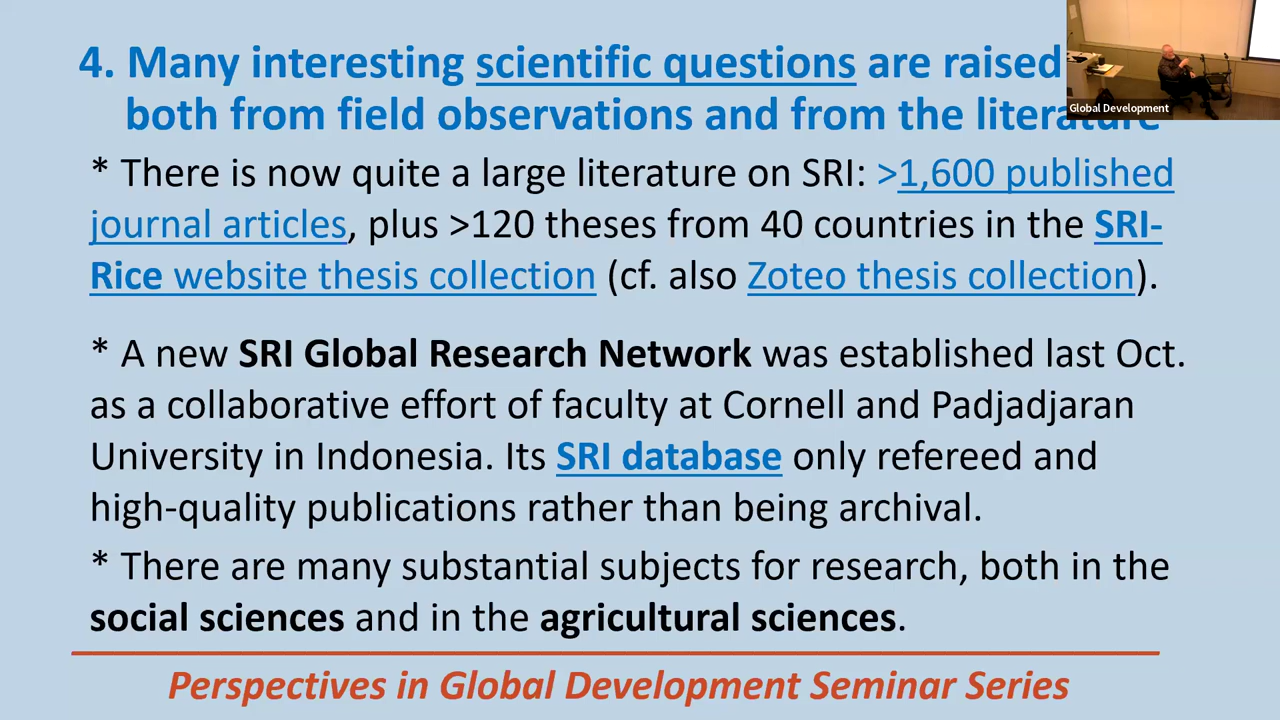 4. Many interesting scientific questions are raised
both from field observations and from the literature
Global Development
* There is now quite a large literature on SRI: >1,600 published
journal articles, plus >120 theses from 40 countries in the SRI-
Rice website thesis collection (cf. also Zoteo thesis collection).
* A new SRI Global Research Network was established last Oct.
as a collaborative effort of faculty at Cornell and Padjadjaran
University in Indonesia. Its SRI database only refereed and
high-quality publications rather than being archival.
* There are many substantial subjects for research, both in the
social sciences and in the agricultural sciences.
Perspectives in Global Development Seminar Series